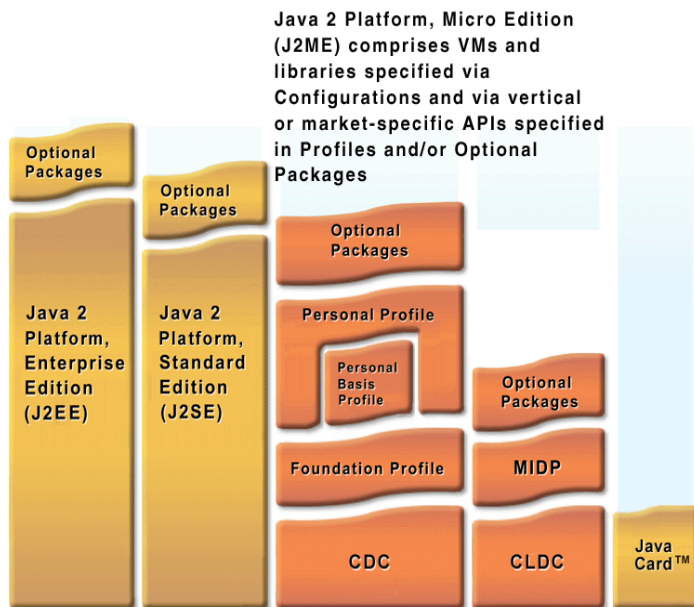 Java 2 Platform, Micro Edition
(J2ME) comprises VMs and
libraries specified via
Configurations and via vertical
or market-specific APIs specified
in Profiles and/or Optional
Packages
Optional
Packages
Java 2
Platform,
Enterprise
Edition
(J2EE)
Optional
Packages
Java 2
Platform,
Standard
Edition
(J2SE)
Optional
Packages
Personal Profile
Personal
Basis
Profile
Foundation Profile
CDC
Optional
Packages
MIDP
CLDC
Java
Card™